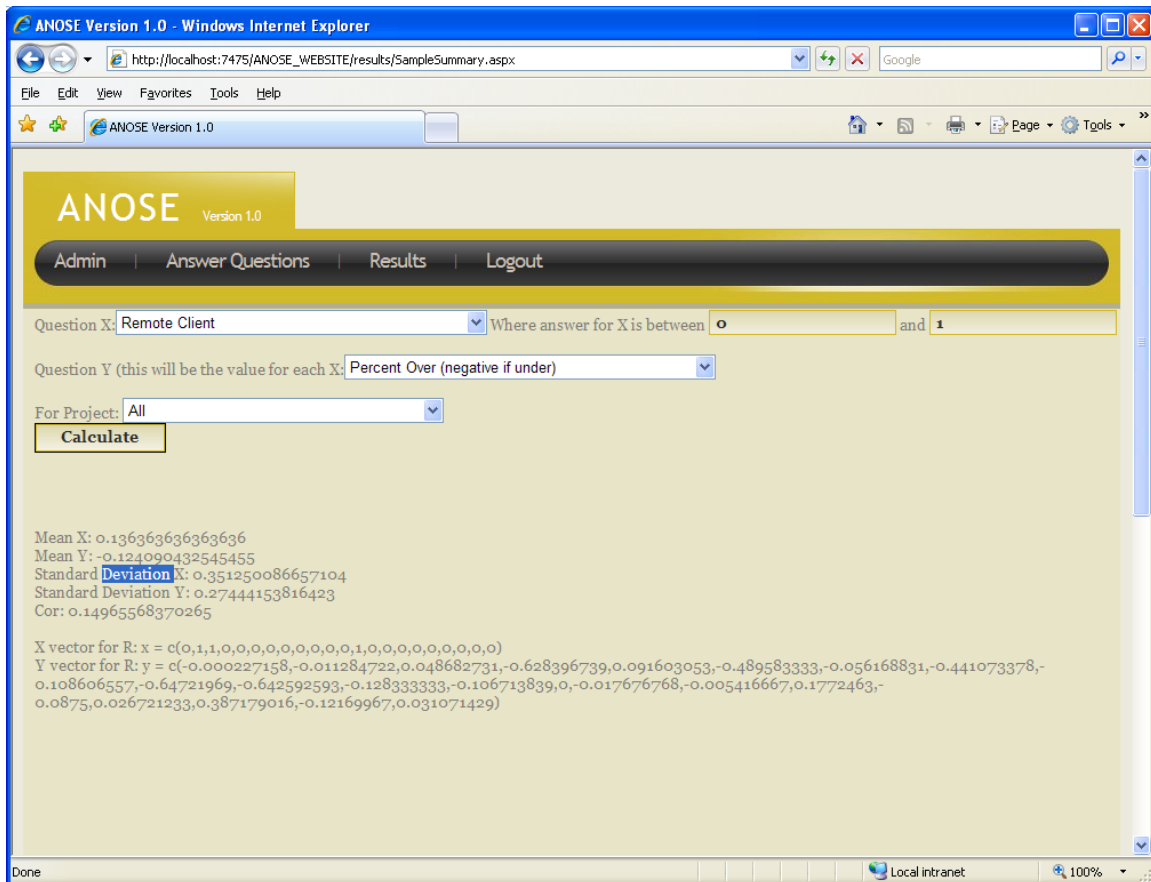 ANOSE Version 1.0 - Windows Internet Explorer
http://localhost:7475/ANOSE_WEBSITE/results/SampleSummary.aspx Google
File Edit View Favorites Tools Help
ANOSE Version 1.0 Page Tools »
ANOSE Version 1.0
Admin | Answer Questions | Results | Logout
Question X: Remote Client Where answer for X is between 0 and 1
Question Y (this will be the value for each X: Percent Over (negative if under)
For Project: All
Calculate
Mean X: 0.136363636363636
Mean Y: -0.124090432545455
Standard Deviation X: 0.351250086657104
Standard Deviation Y: 0.27444153816423
Cor: 0.14965568370265
X vector for R: x = c(0,1,1,0,0,0,0,0,0,0,0,0,0,1,0,0,0,0,0,0,0,0)
Y vector for R: y = c(-0.000227158,-0.011284722,0.048682731,-0.628396739,0.091603053,-0.489583333,-0.056168831,-0.441073378,-
0.108606557,-0.64721969,-0.642592593,-0.128333333,-0.106713839,0,-0.017676768,-0.005416667,0.1772463,-
0.0875,0.026721233,0.387179016,-0.12169967,0.031071429)
Done Local intranet 100%